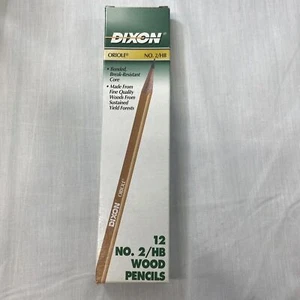 DIXON
ORIOLE® NO. 2/HB
• Bonded
Break-Resistant
Core
• Made From
Fine Quality
Woods From
Sustained
Yield Forests
ORIOLE®
DIXON
12
NO. 2/HB
WOOD
PENCILS